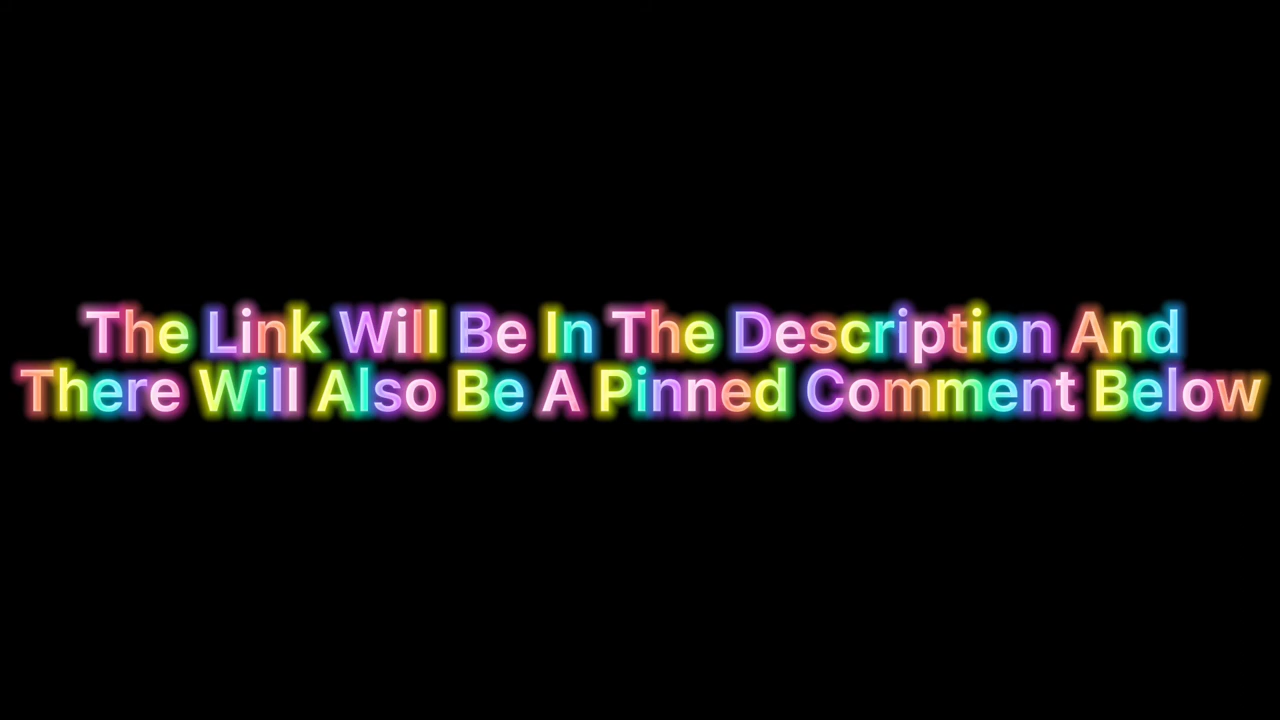 The Link Will Be In The Description And
There Will Also Be A Pinned Comment Below